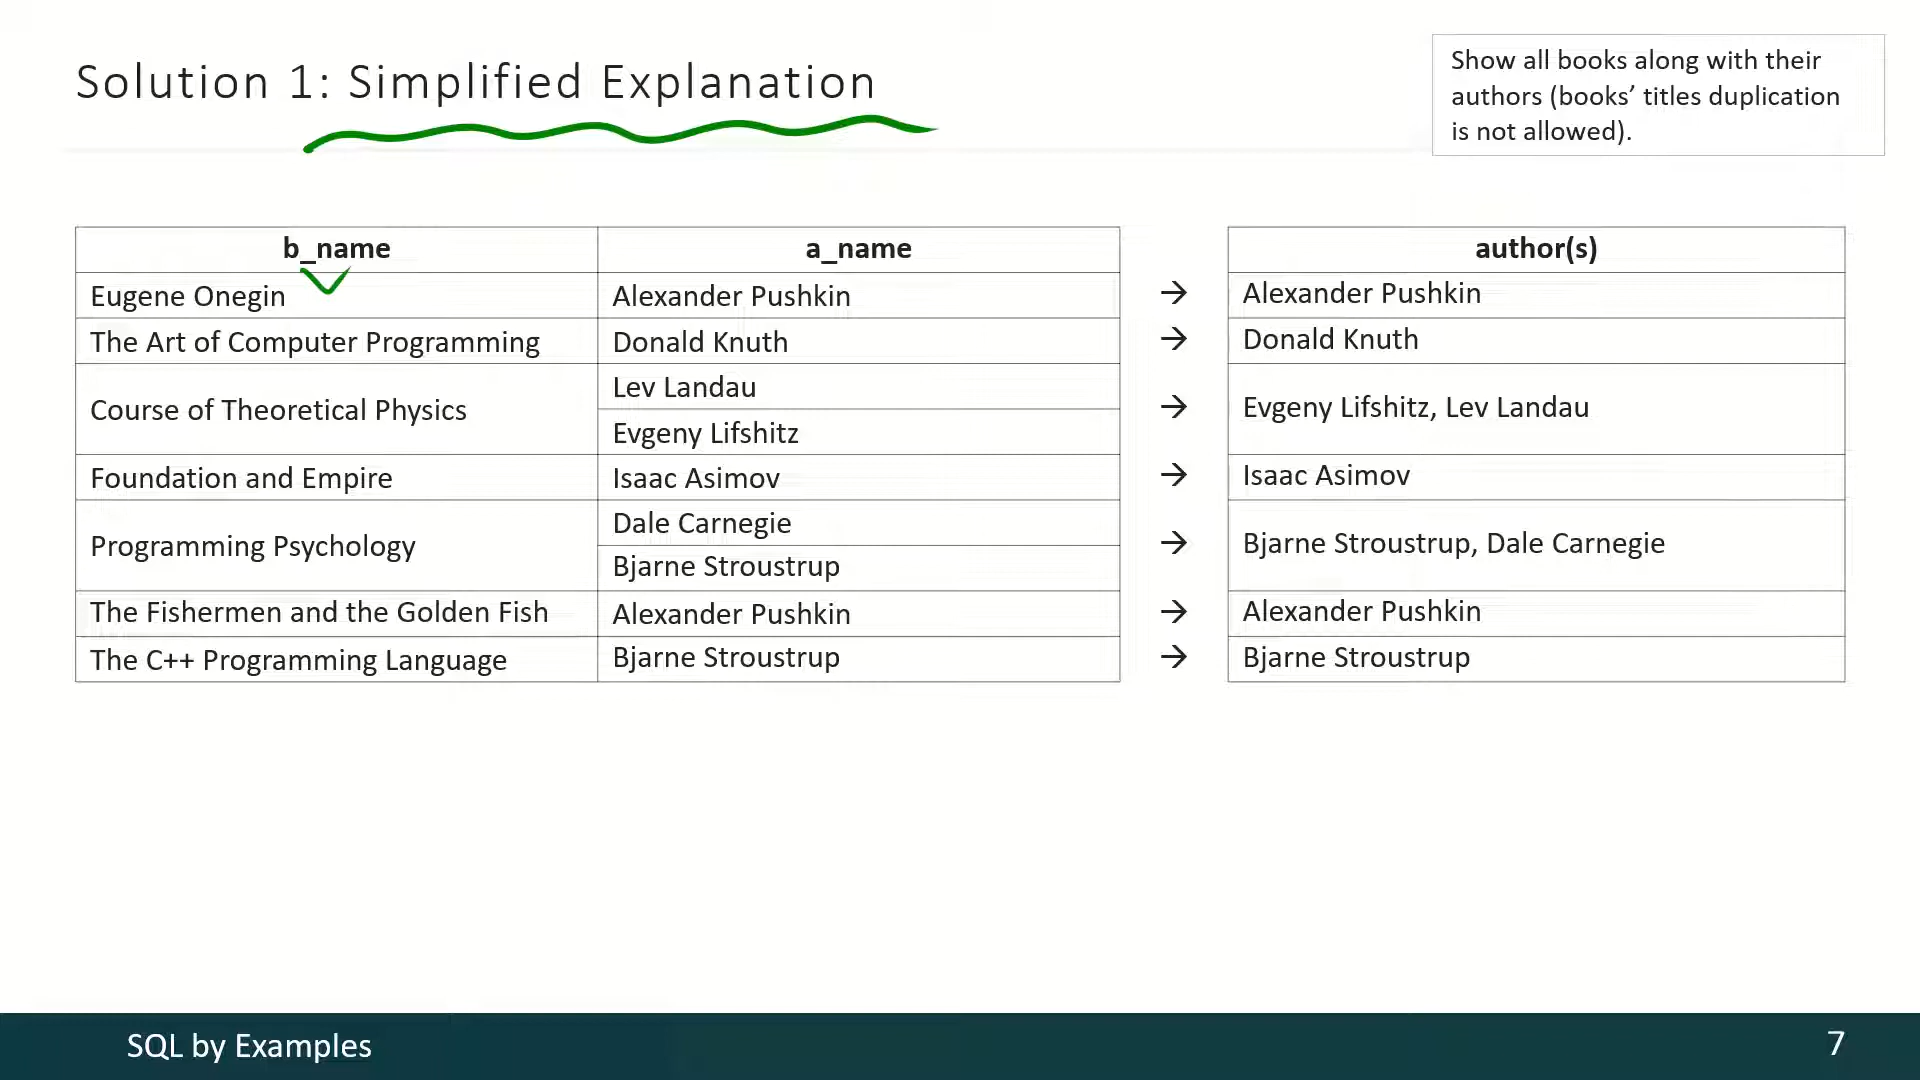 Solution 1: Simplified Explanation
Show all books along with their
authors (books’ titles duplication
is not allowed).
b_name a_name author(s)
Eugene Onegin Alexander Pushkin → Alexander Pushkin
The Art of Computer Programming Donald Knuth → Donald Knuth
Course of Theoretical Physics Lev Landau → Evgeny Lifshitz, Lev Landau
Evgeny Lifshitz
Foundation and Empire Isaac Asimov → Isaac Asimov
Programming Psychology Dale Carnegie → Bjarne Stroustrup, Dale Carnegie
Bjarne Stroustrup
The Fishermen and the Golden Fish Alexander Pushkin → Alexander Pushkin
The C++ Programming Language Bjarne Stroustrup → Bjarne Stroustrup
SQL by Examples 7